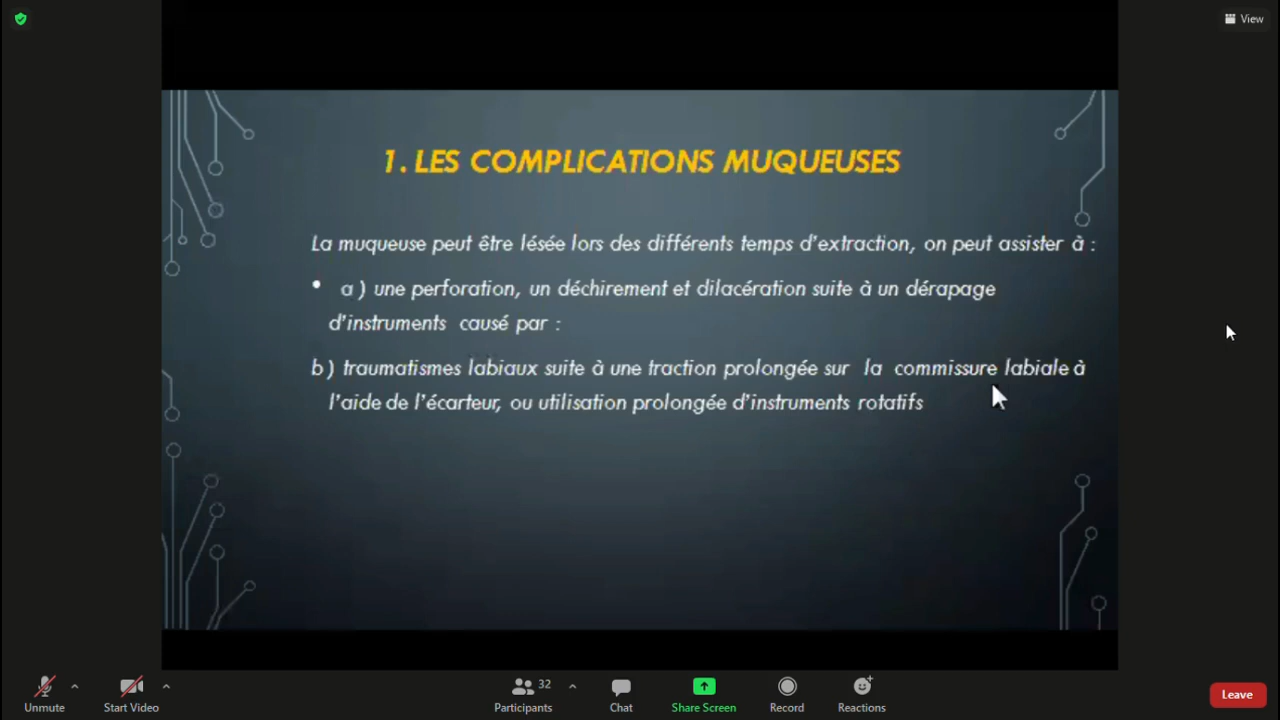 View
1. LES COMPLICATIONS MUQUEUSES
La muqueuse peut être lésée lors des différents temps d'extraction, on peut assister à :
• a ) une perforation, un déchirement et dilacération suite à un dérapage
d'instruments causé par :
b ) traumatismes labiaux suite à une traction prolongée sur la commissure labiale à
l'aide de l'écarteur, ou utilisation prolongée d'instruments rotatifs
32
Unmute Start Video Participants Chat Share Screen Record Reactions Leave